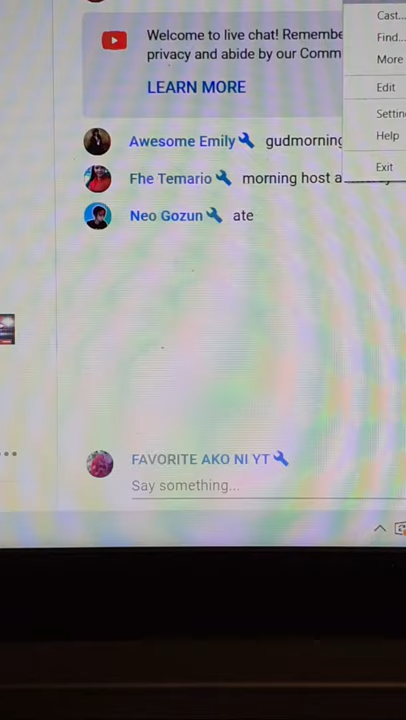 Cast...
Find...
More
Edit
Settin
Help
Exit
Welcome to live chat! Remembe
privacy and abide by our Comm
LEARN MORE
Awesome Emily gudmorning
Fhe Temario morning host a
Neo Gozun ate
FAVORITE AKO NI YT
Say something...